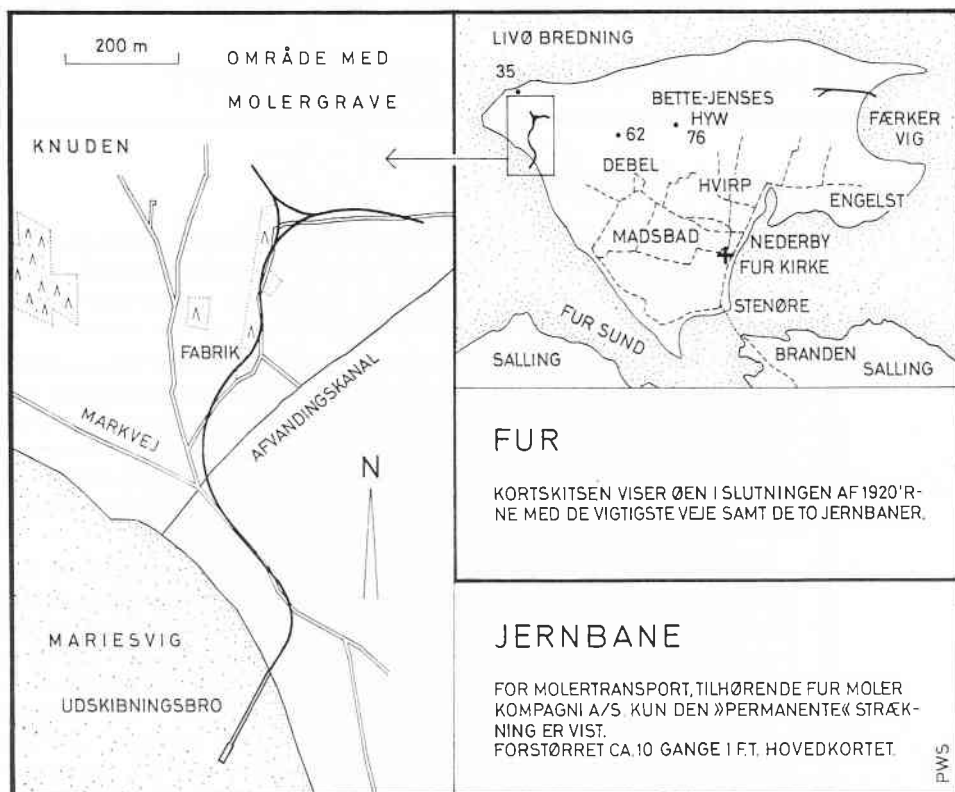 200 m
OMRÅDE MED
MOLERGRAVE
KNUDEN
FABRIK
MARKVEJ
AFVANDINGSKANAL
N
MARIESVIG
UDSKIBNINGSBRO
LIVØ BREDNING
35
BETTE-JENSES
HYW
62
76
FÆRKER
VIG
DEBEL
HVIRP
ENGELST
MADSBAD
NEDERBY
FUR KIRKE
STENØRE
FUR SUND
SALLING
BRANDEN
SALLING
FUR
KORTSKITSEN VISER ØEN I SLUTNINGEN AF 1920'R-
NE MED DE VIGTIGSTE VEJE SAMT DE TO JERNBANER.
JERNBANE
FOR MOLERTRANSPORT, TILHØRENDE FUR MOLER
KOMPAGNI A/S. KUN DEN »PERMANENTE« STRÆK-
NING ER VIST.
FORSTØRRET CA. 10 GANGE I F.T. HOVEDKORTET.
PWS